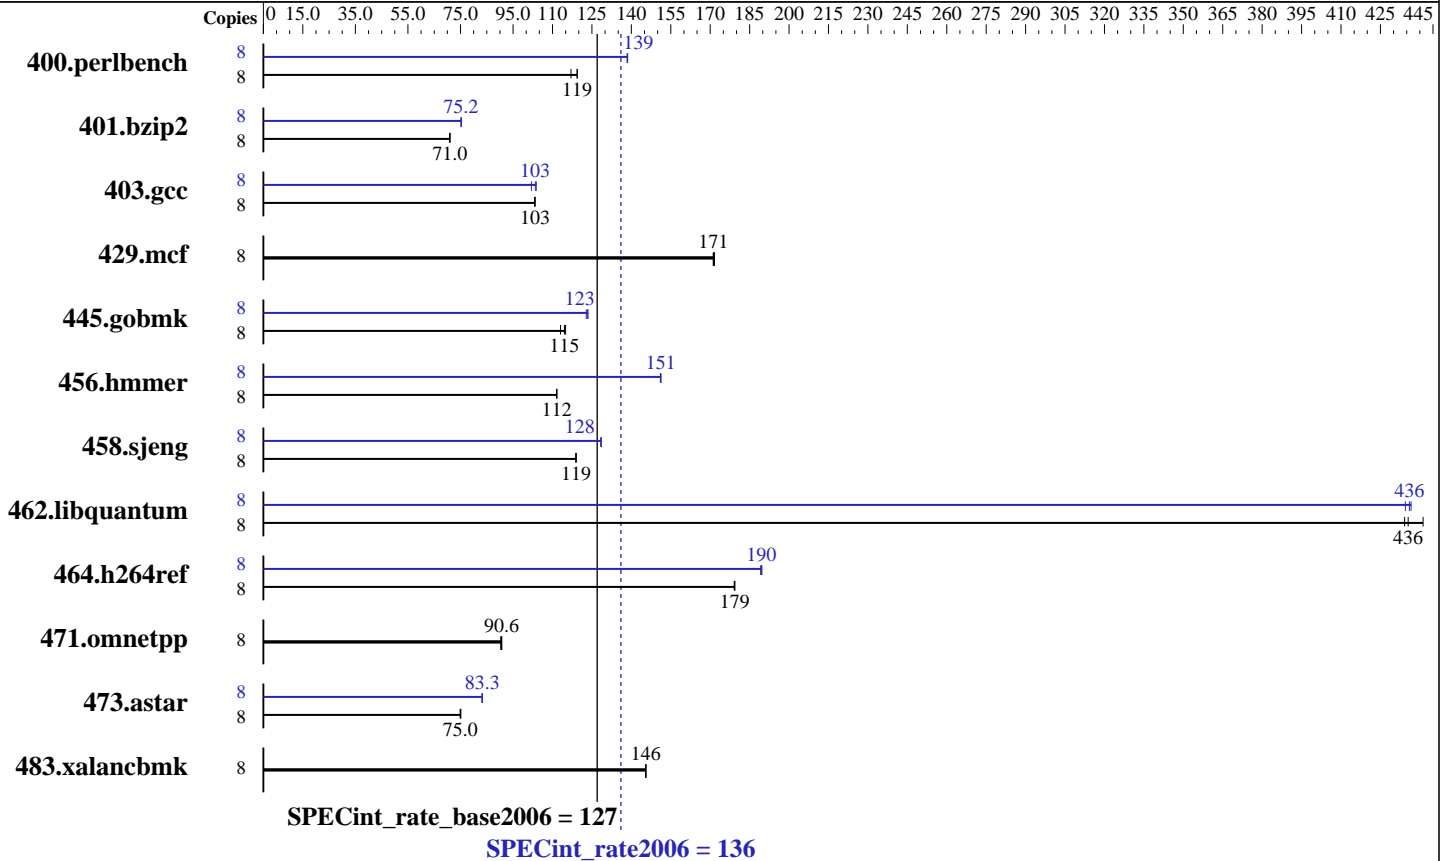 Copies 0 15.0 35.0 55.0 75.0 95.0 110 125 140 155 170 185 200 215 230 245 260 275 290 305 320 335 350 365 380 395 410 425 445
400.perlbench 8 139
8 119
401.bzip2 8 75.2
8 71.0
403.gcc 8 103
8 103
429.mcf 8 171
445.gobmk 8 123
8 115
456.hmmer 8 151
8 112
458.sjeng 8 128
8 119
462.libquantum 8 436
8 436
464.h264ref 8 190
8 179
471.omnetpp 8 90.6
473.astar 8 83.3
8 75.0
483.xalancbmk 8 146
SPECint_rate_base2006 = 127
SPECint_rate2006 = 136